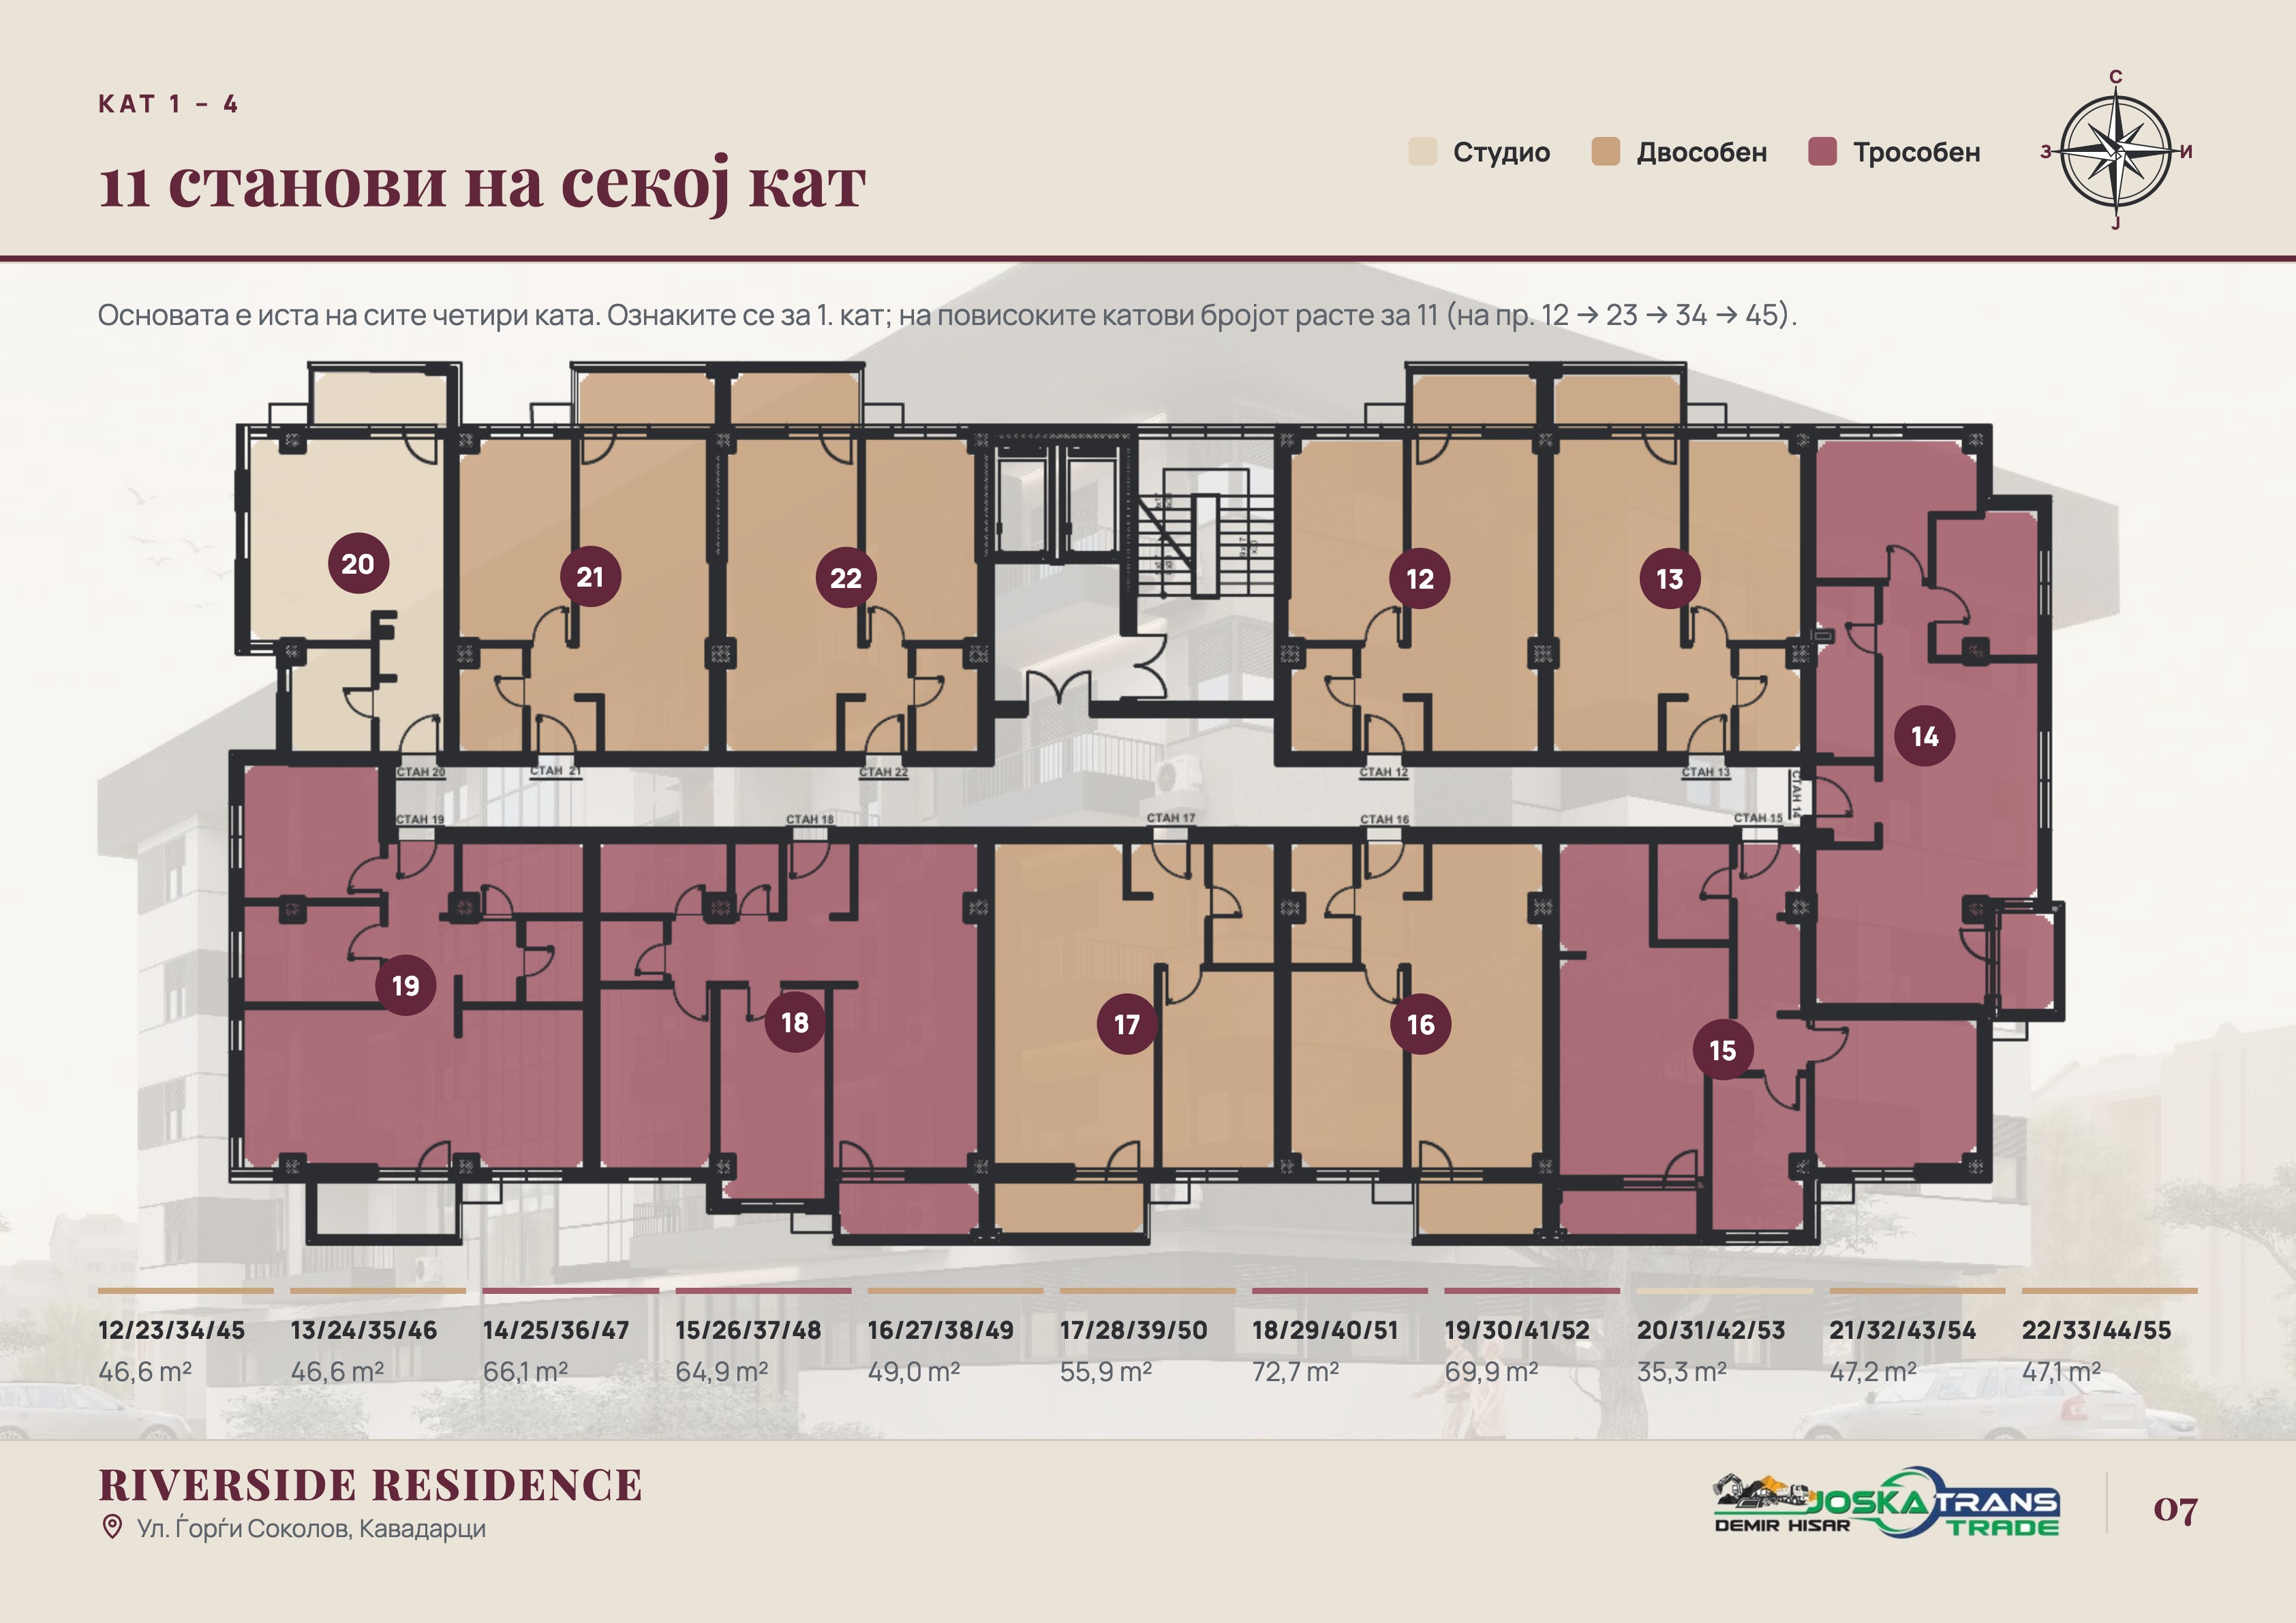 КАТ 1 – 4
11 станови на секој кат
Студио
Двособен
Трособен
С
З
И
Ј
Основата е иста на сите четири ката. Ознаките се за 1. кат; на повисоките катови бројот расте за 11 (на пр. 12 → 23 → 34 → 45).
20
21
22
12
13
14
СТАН 20
СТАН 21
СТАН 22
СТАН 12
СТАН 13
СТАН 14
СТАН 19
СТАН 18
СТАН 17
СТАН 16
СТАН 15
19
18
17
16
15
12/23/34/45
46,6 m²
13/24/35/46
46,6 m²
14/25/36/47
66,1 m²
15/26/37/48
64,9 m²
16/27/38/49
49,0 m²
17/28/39/50
55,9 m²
18/29/40/51
72,7 m²
19/30/41/52
69,9 m²
20/31/42/53
35,3 m²
21/32/43/54
47,2 m²
22/33/44/55
47,1 m²
RIVERSIDE RESIDENCE
Ул. Ѓорѓи Соколов, Кавадарци
JOSKA TRANS
DEMIR HISAR
TRADE
07